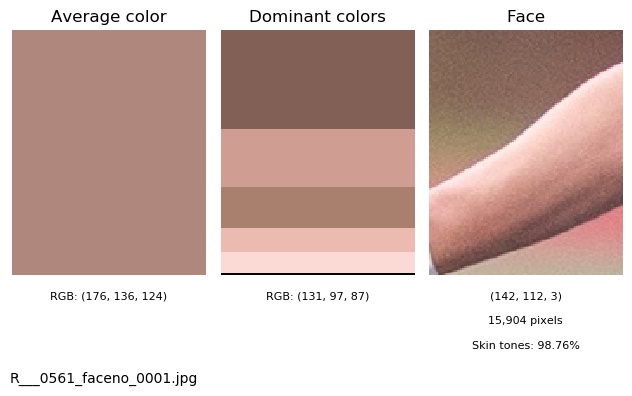 Average color
Dominant colors
Face
RGB: (176, 136, 124)
RGB: (131, 97, 87)
(142, 112, 3)
15,904 pixels
Skin tones: 98.76%
R___0561_faceno_0001.jpg